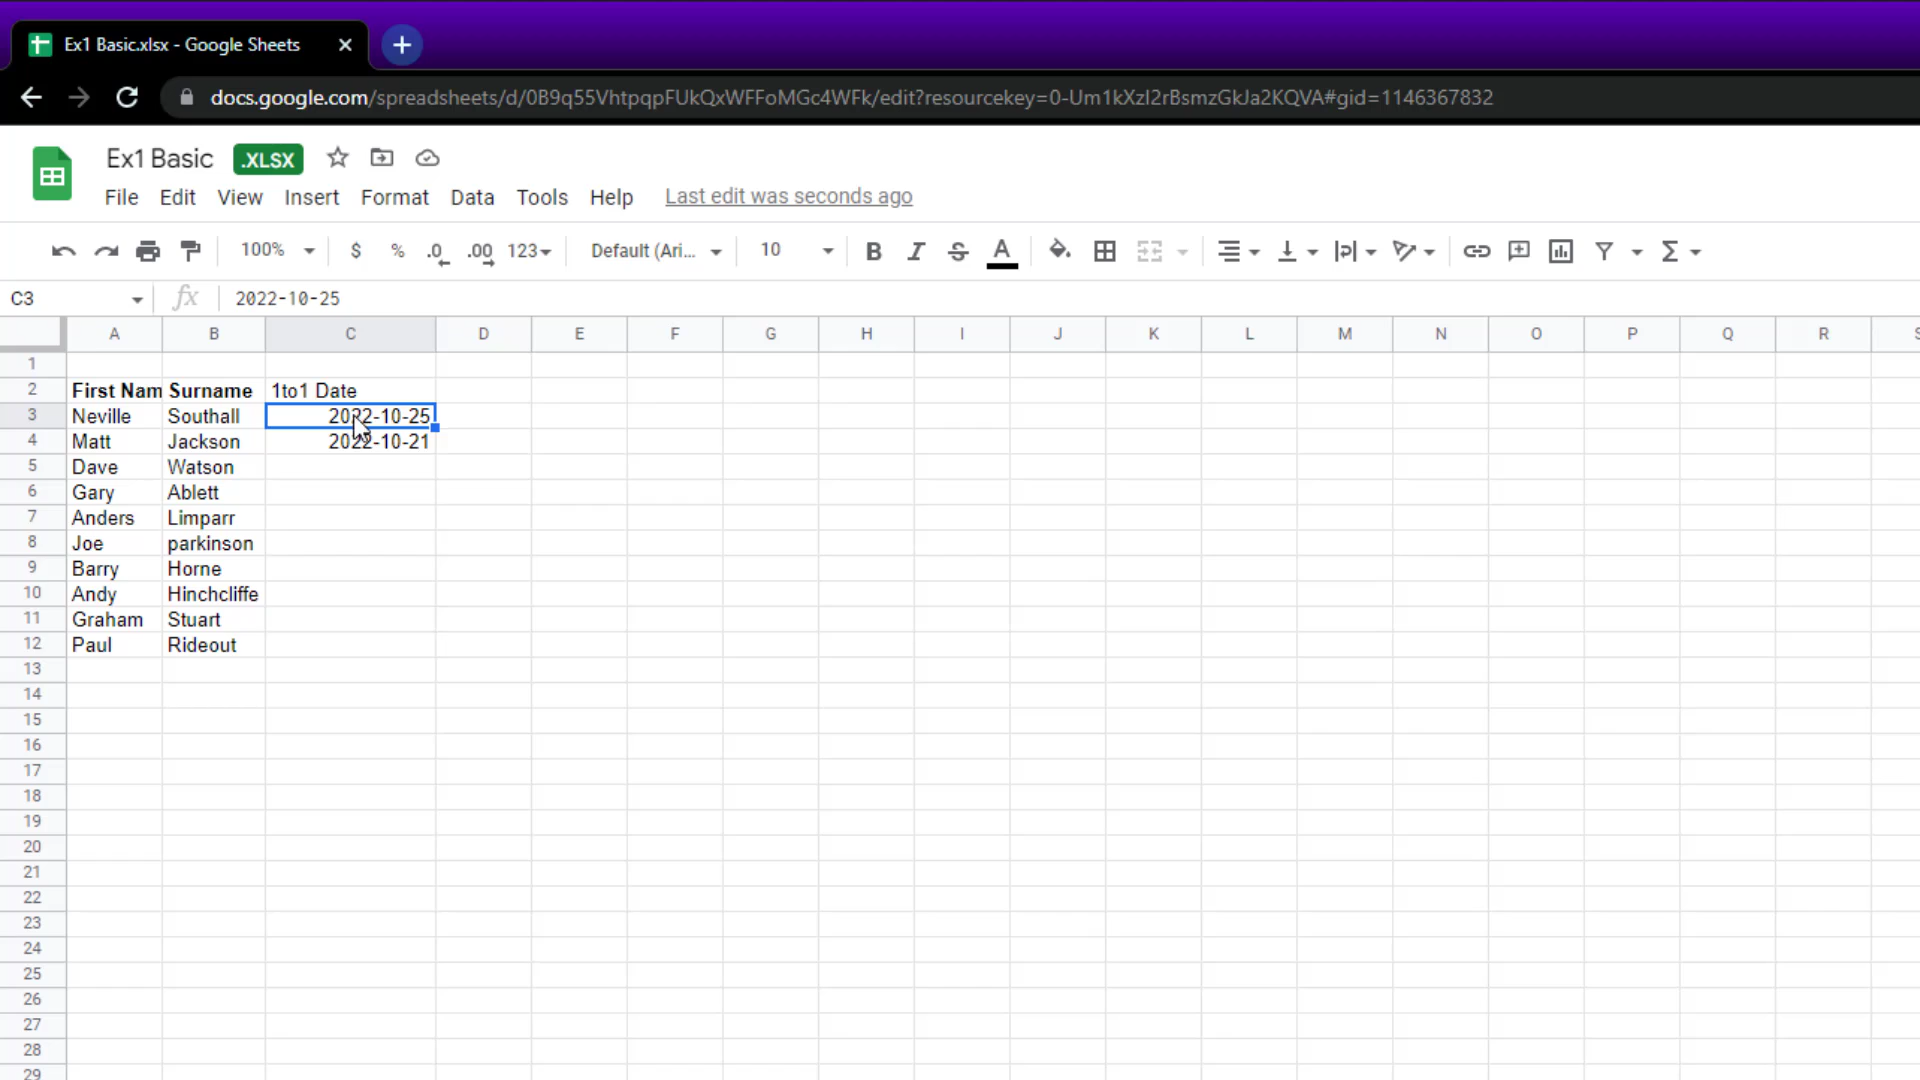 Ex1 Basic.xlsx - Google Sheets
docs.google.com/spreadsheets/d/0B9q55VhtpqpFUkQxWFFoMGc4WFk/edit?resourcekey=0-Um1kXzI2rBsmzGkJa2KQVA#gid=1146367832
Ex1 Basic .XLSX
File Edit View Insert Format Data Tools Help Last edit was seconds ago
100% $ % .0 .00 123 Default (Ari... 10 B I S A Σ
C3 fx 2022-10-25
A B C D E F G H I J K L M N O P Q R S
1
2 First Nam Surname 1to1 Date
3 Neville Southall 2022-10-25
4 Matt Jackson 2022-10-21
5 Dave Watson
6 Gary Ablett
7 Anders Limparr
8 Joe parkinson
9 Barry Horne
10 Andy Hinchcliffe
11 Graham Stuart
12 Paul Rideout
13
14
15
16
17
18
19
20
21
22
23
24
25
26
27
28
29